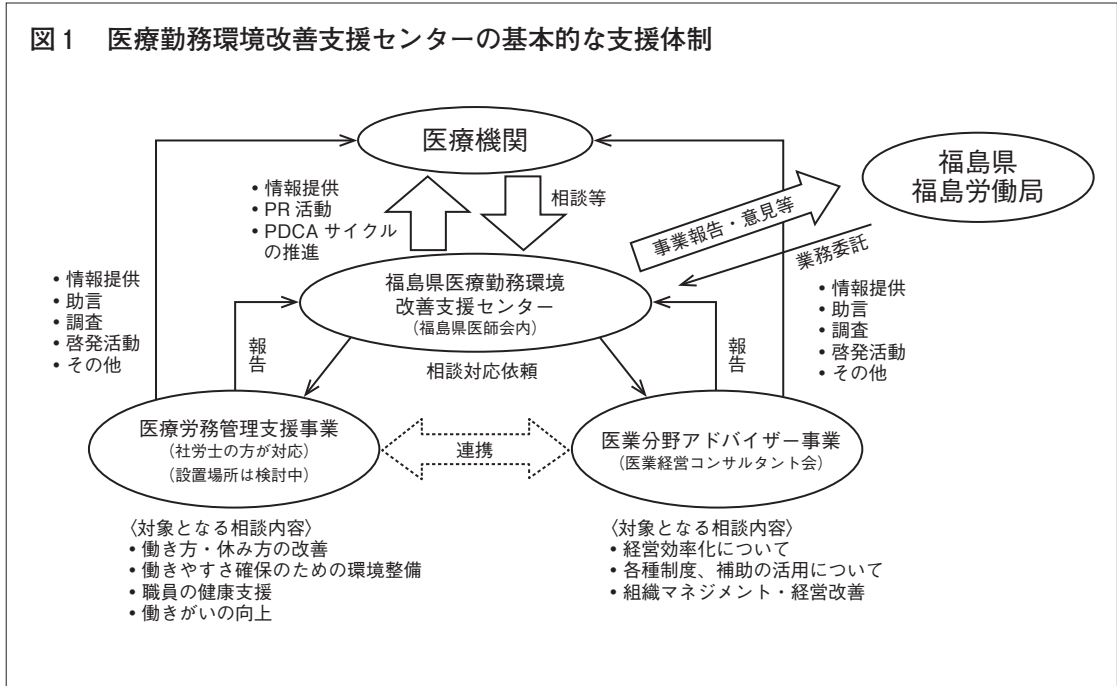 図1 医療勤務環境改善支援センターの基本的な支援体制
医療機関
福島県
福島労働局
• 情報提供
• PR 活動
• PDCA サイクル
の推進
相談等
事業報告・意見等
業務委託
福島県医療勤務環境
改善支援センター
(福島県医師会内)
• 情報提供
• 助言
• 調査
• 啓発活動
• その他
• 情報提供
• 助言
• 調査
• 啓発活動
• その他
報告
相談対応依頼
報告
医療労務管理支援事業
(社労士の方が対応)
(設置場所は検討中)
連携
医業分野アドバイザー事業
(医業経営コンサルタント会)
〈対象となる相談内容〉
• 働き方・休み方の改善
• 働きやすさ確保のための環境整備
• 職員の健康支援
• 働きがいの向上
〈対象となる相談内容〉
• 経営効率化について
• 各種制度、補助の活用について
• 組織マネジメント・経営改善